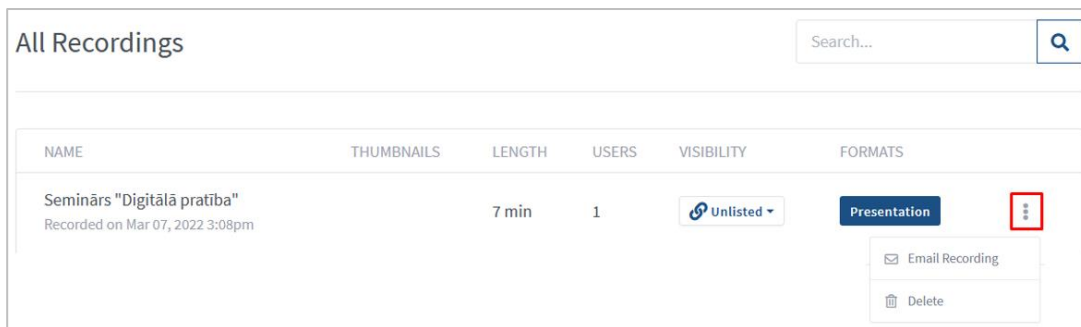 All Recordings
Search...
NAME THUMBNAILS LENGTH USERS VISIBILITY FORMATS
Seminārs "Digitālā pratība"
Recorded on Mar 07, 2022 3:08pm
7 min 1 Unlisted Presentation
Email Recording
Delete